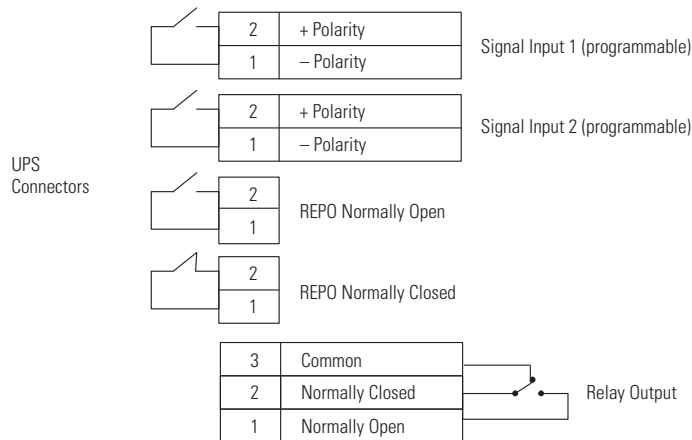 2 + Polarity
1 – Polarity
Signal Input 1 (programmable)
2 + Polarity
1 – Polarity
Signal Input 2 (programmable)
UPS
Connectors
2
1
REPO Normally Open
2
1
REPO Normally Closed
3 Common
2 Normally Closed
1 Normally Open
Relay Output